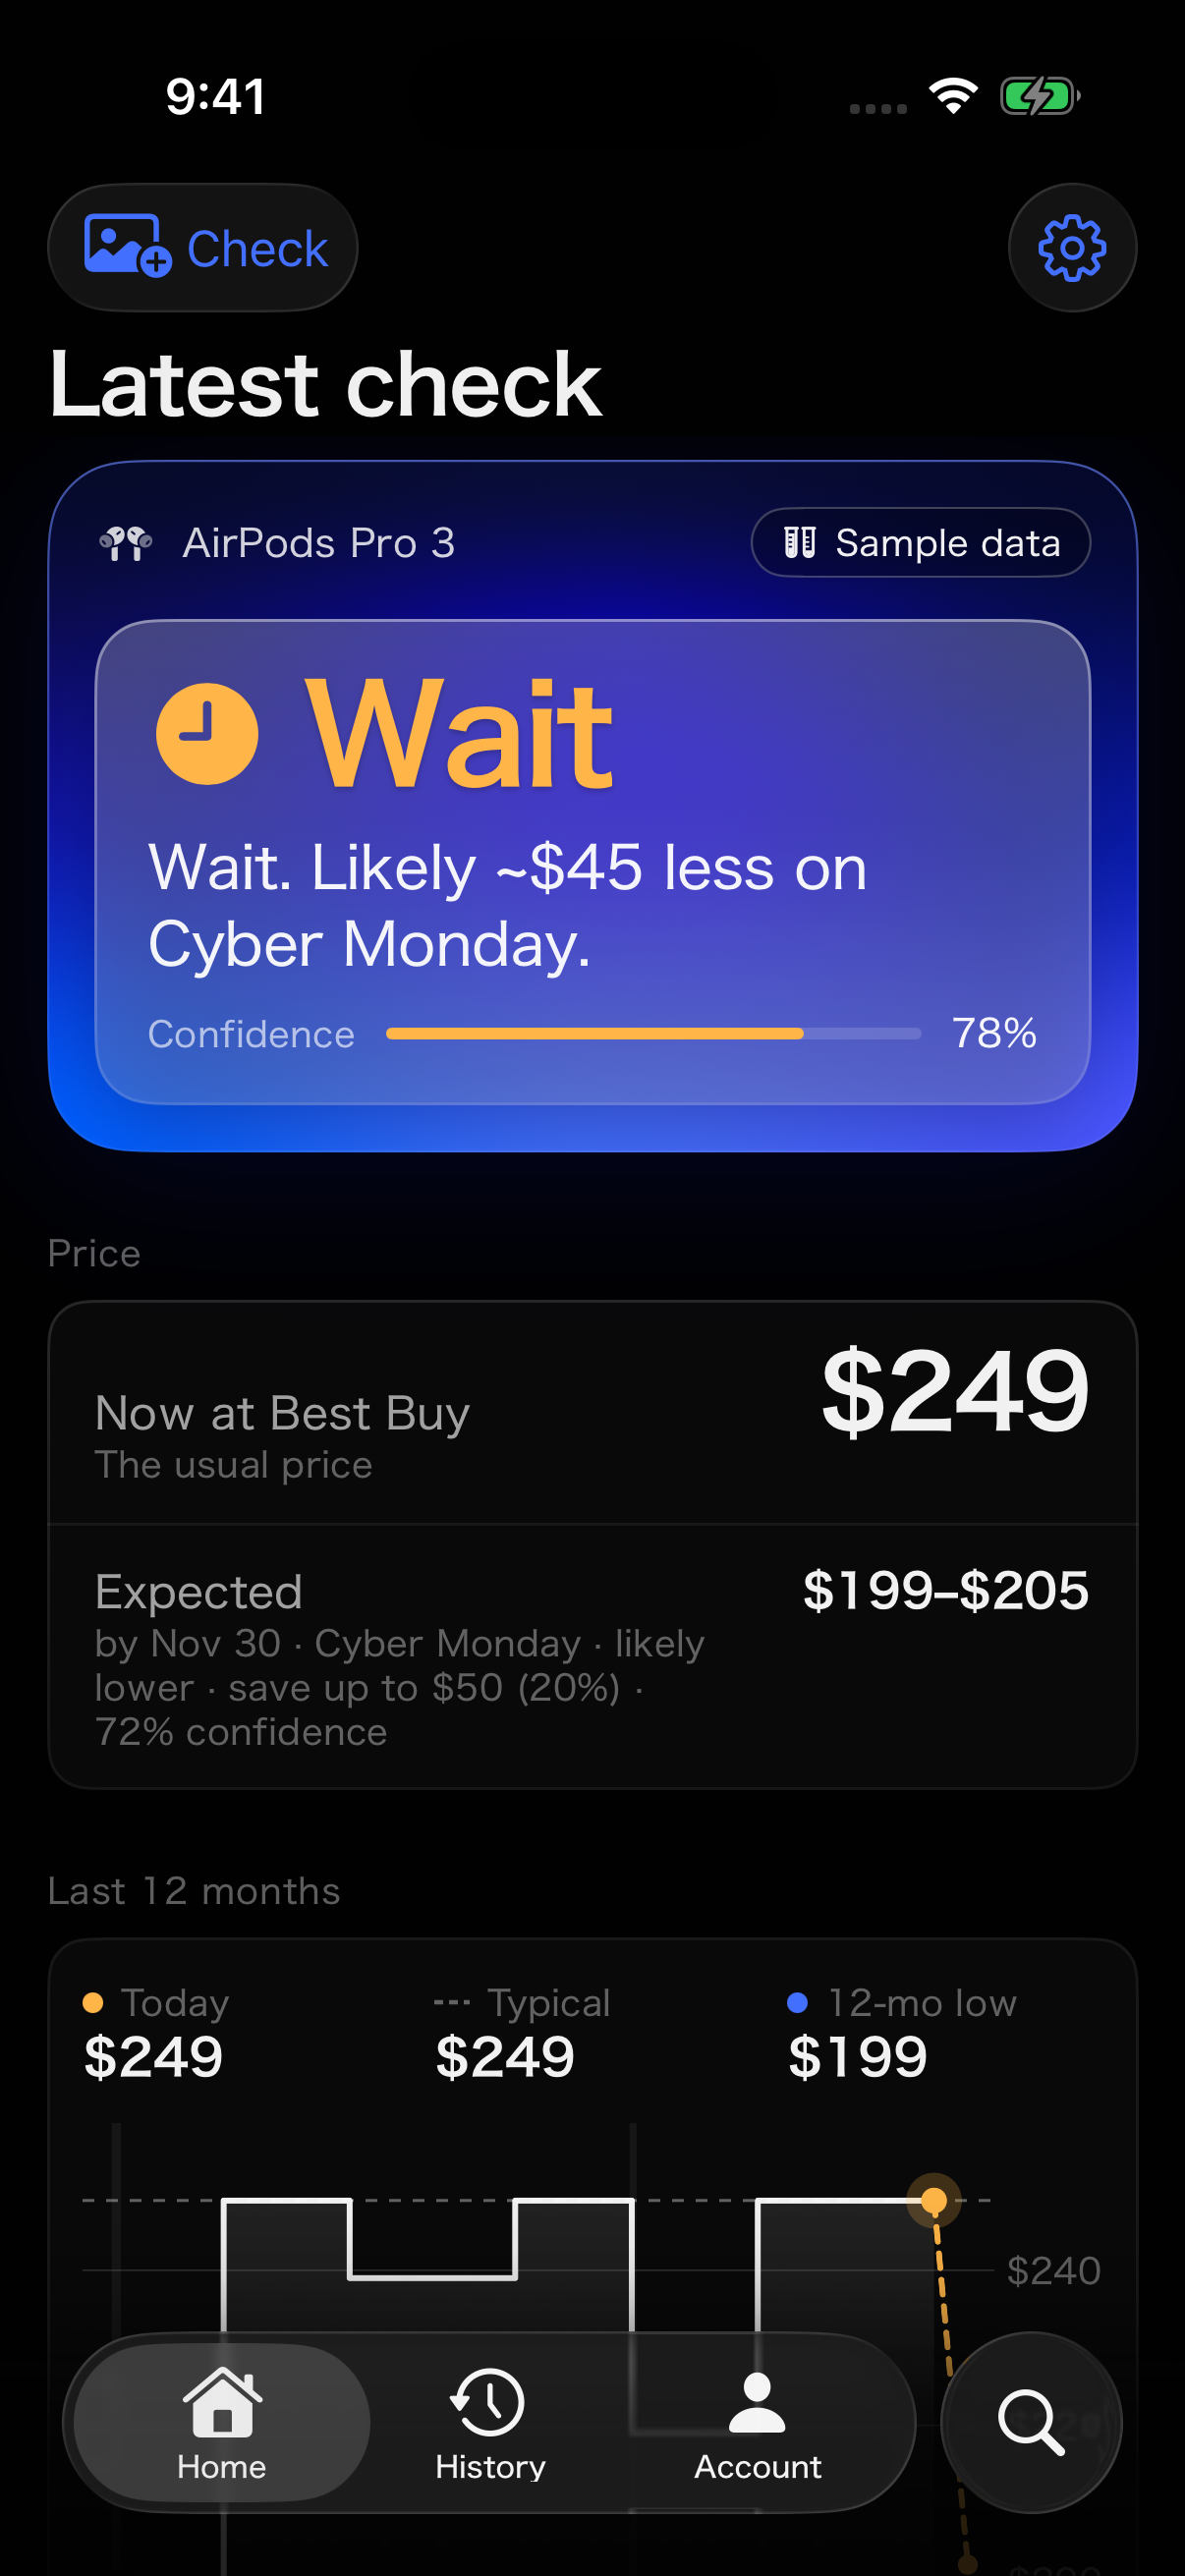 9:41
Check
Latest check
AirPods Pro 3
Sample data
Wait
Wait. Likely ~$45 less on
Cyber Monday.
Confidence
78%
Price
Now at Best Buy
$249
The usual price
Expected
$199–$205
by Nov 30 · Cyber Monday · likely
lower · save up to $50 (20%) ·
72% confidence
Last 12 months
Today
Typical
12-mo low
$249
$249
$199
$240
Home
History
Account